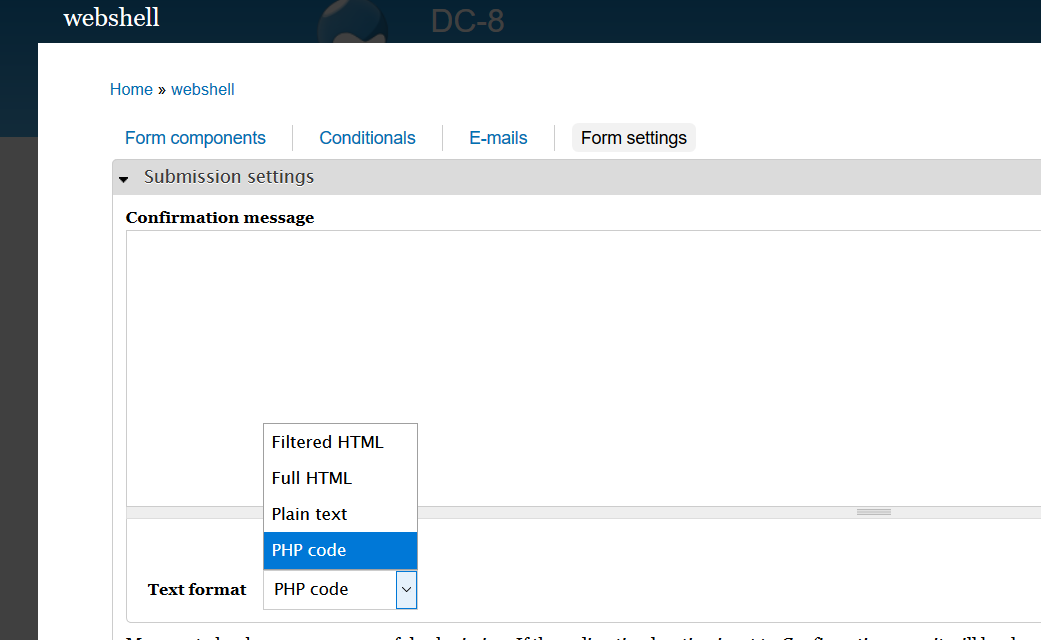 webshell
DC-8
Home » webshell
Form components
Conditionals
E-mails
Form settings
Submission settings
Confirmation message
Filtered HTML
Full HTML
Plain text
PHP code
Text format
PHP code